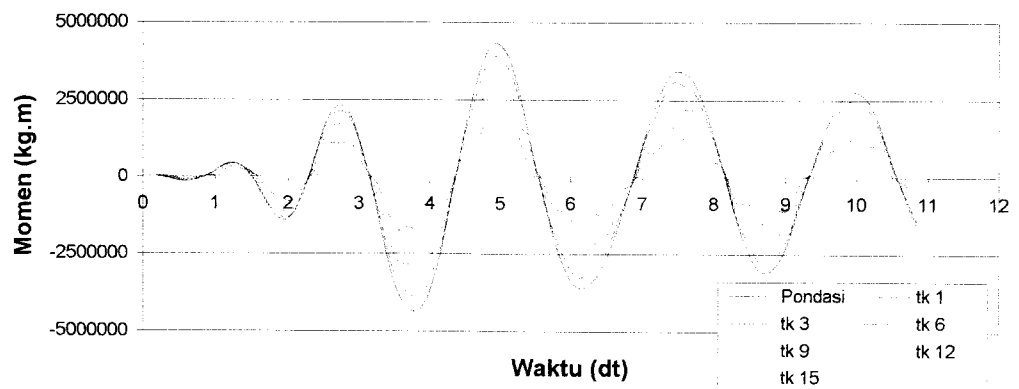 5000000
2500000
0
-2500000
-5000000
Momen (kg.m)
0 1 2 3 4 5 6 7 8 9 10 11 12
Waktu (dt)
Pondasi tk 1
tk 3 tk 6
tk 9 tk 12
tk 15